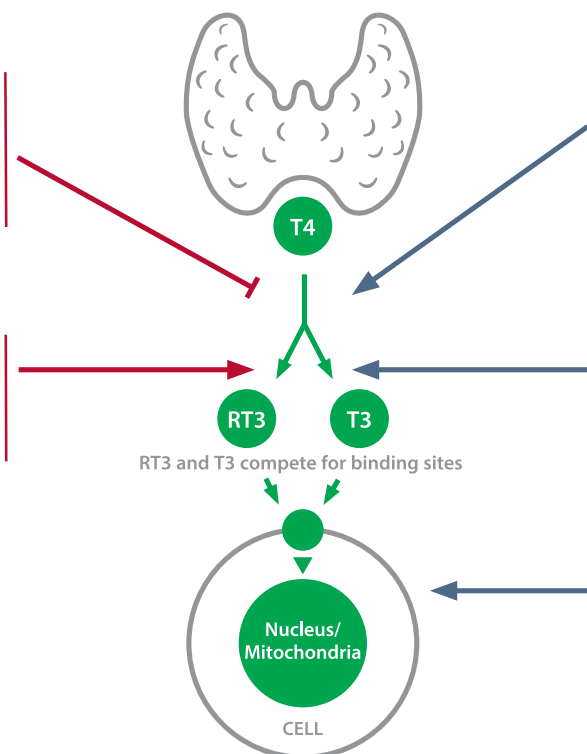 T4
RT3
T3
RT3 and T3 compete for binding sites
Nucleus/
Mitochondria
CELL